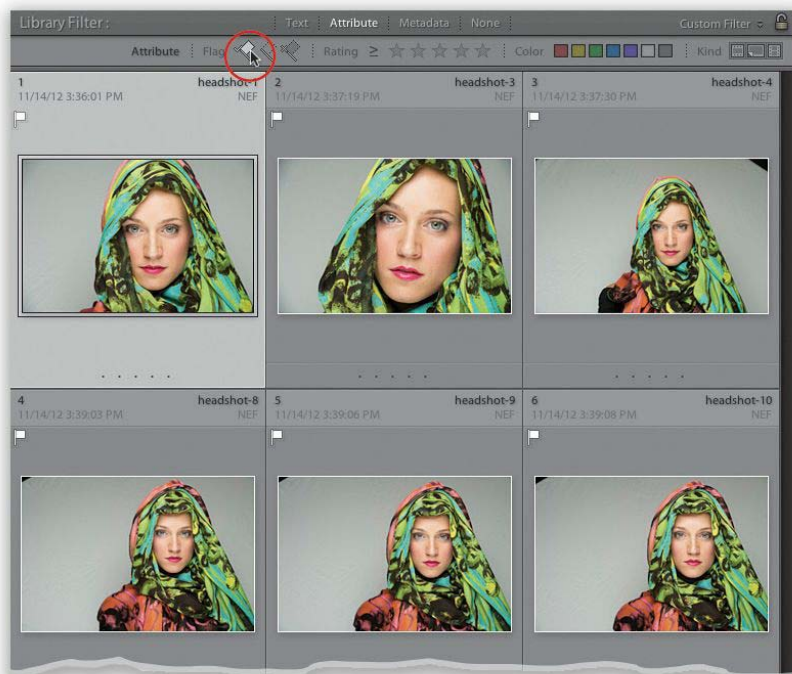 Library Filter :
Text
Attribute
Metadata
None
Custom Filter
Attribute
Flag
Rating ≥
Color
Kind
1
headshot-1
11/14/12 3:36:01 PM
NEF
2
headshot-3
11/14/12 3:37:19 PM
NEF
3
headshot-4
11/14/12 3:37:30 PM
NEF
4
headshot-8
11/14/12 3:39:03 PM
NEF
5
headshot-9
11/14/12 3:39:06 PM
NEF
6
headshot-10
11/14/12 3:39:08 PM
NEF